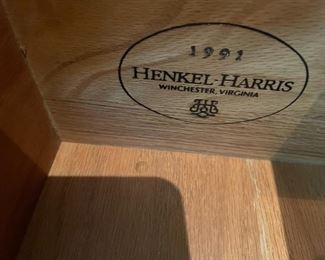 1991
HENKEL-HARRIS
WINCHESTER, VIRGINIA